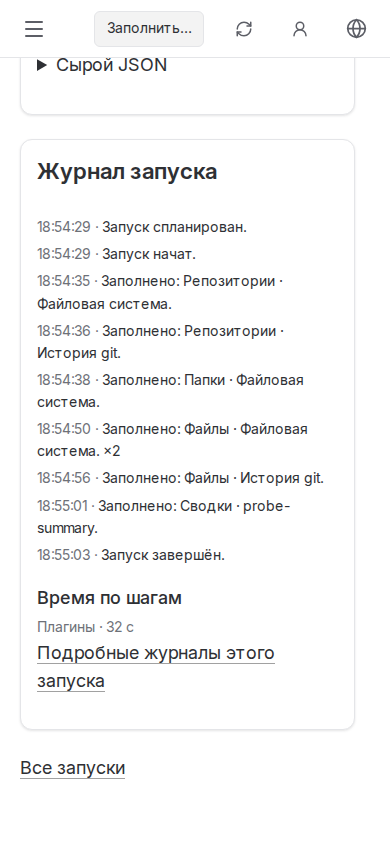 Заполнить...
Сырой JSON
Журнал запуска
18:54:29 · Запуск спланирован.
18:54:29 · Запуск начат.
18:54:35 · Заполнено: Репозитории ·
Файловая система.
18:54:36 · Заполнено: Репозитории ·
История git.
18:54:38 · Заполнено: Папки · Файловая
система.
18:54:50 · Заполнено: Файлы · Файловая
система. ×2
18:54:56 · Заполнено: Файлы · История git.
18:55:01 · Заполнено: Сводки · probe-
summary.
18:55:03 · Запуск завершён.
Время по шагам
Плагины · 32 с
Подробные журналы этого
запуска
Все запуски